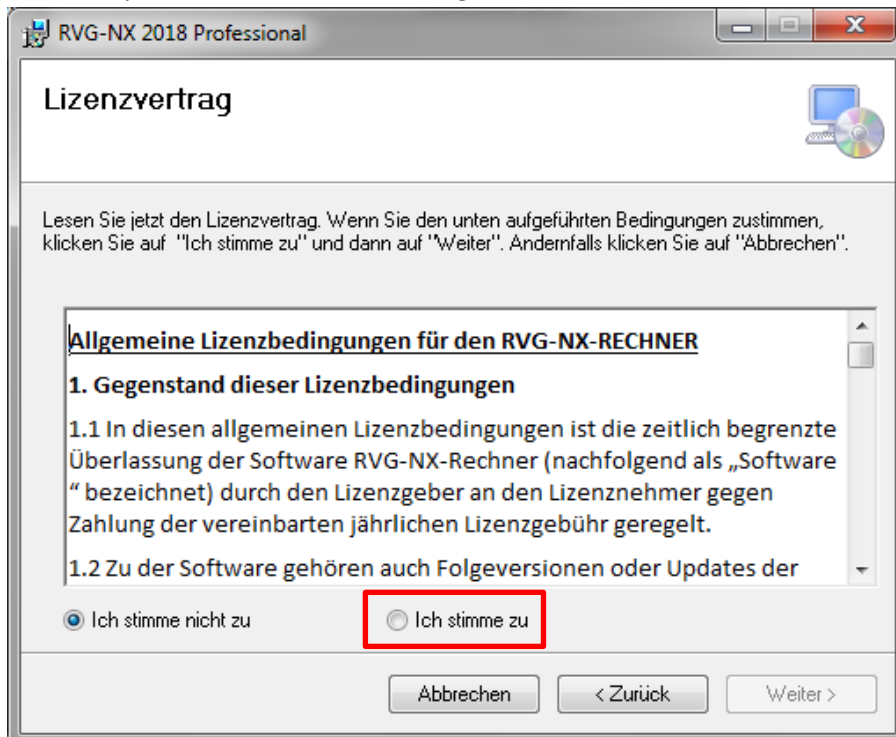 RVG-NX 2018 Professional
Lizenzvertrag
Lesen Sie jetzt den Lizenzvertrag. Wenn Sie den unten aufgeführten Bedingungen zustimmen,
klicken Sie auf "Ich stimme zu" und dann auf "Weiter". Andernfalls klicken Sie auf "Abbrechen".
Allgemeine Lizenzbedingungen für den RVG-NX-RECHNER
1. Gegenstand dieser Lizenzbedingungen
1.1 In diesen allgemeinen Lizenzbedingungen ist die zeitlich begrenzte
Überlassung der Software RVG-NX-Rechner (nachfolgend als „Software
“ bezeichnet) durch den Lizenzgeber an den Lizenznehmer gegen
Zahlung der vereinbarten jährlichen Lizenzgebühr geregelt.
1.2 Zu der Software gehören auch Folgeversionen oder Updates der
Ich stimme nicht zu Ich stimme zu
Abbrechen < Zurück Weiter >